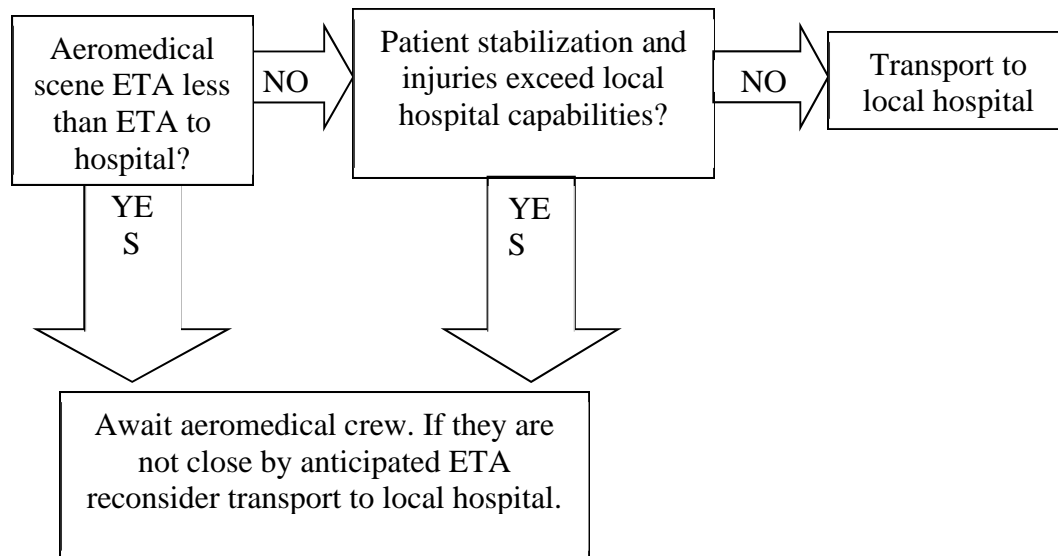 Aeromedical
scene ETA less
than ETA to
hospital?
NO
Patient stabilization and
injuries exceed local
hospital capabilities?
NO
Transport to
local hospital
YE
S
YE
S
Await aeromedical crew. If they are
not close by anticipated ETA
reconsider transport to local hospital.